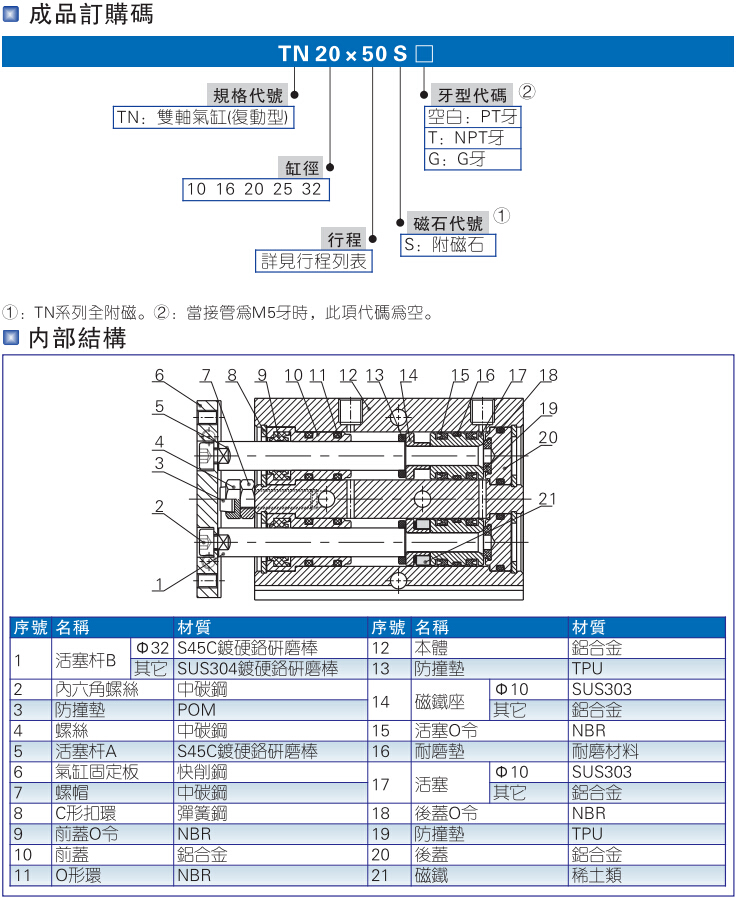 成品訂購碼
TN 20 × 50 S □
規格代號
TN：雙軸氣缸(復動型)
牙型代碼 ②
空白：PT牙
T：NPT牙
G：G牙
缸徑
10 16 20 25 32
磁石代號 ①
S：附磁石
行程
詳見行程列表
①：TN系列全附磁。②：當接管為M5牙時，此項代碼為空。
内部結構
6 7 8 9 10 11 12 13 14 15 16 17 18
5 19
4 20
3
2 21
1
序號 名稱 材質 序號 名稱 材質
1 活塞杆B Φ32 S45C鍍硬鉻研磨棒 12 本體 鋁合金
其它 SUS304鍍硬鉻研磨棒 13 防撞墊 TPU
2 內六角螺絲 中碳鋼 14 磁鐵座 Φ10 SUS303
3 防撞墊 POM 其它 鋁合金
4 螺絲 中碳鋼 15 活塞O令 NBR
5 活塞杆A S45C鍍硬鉻研磨棒 16 耐磨墊 耐磨材料
6 氣缸固定板 快削鋼 17 活塞 Φ10 SUS303
7 螺帽 中碳鋼 其它 鋁合金
8 C形扣環 彈簧鋼 18 後蓋O令 NBR
9 前蓋O令 NBR 19 防撞墊 TPU
10 前蓋 鋁合金 20 後蓋 鋁合金
11 O形環 NBR 21 磁鐵 稀土類